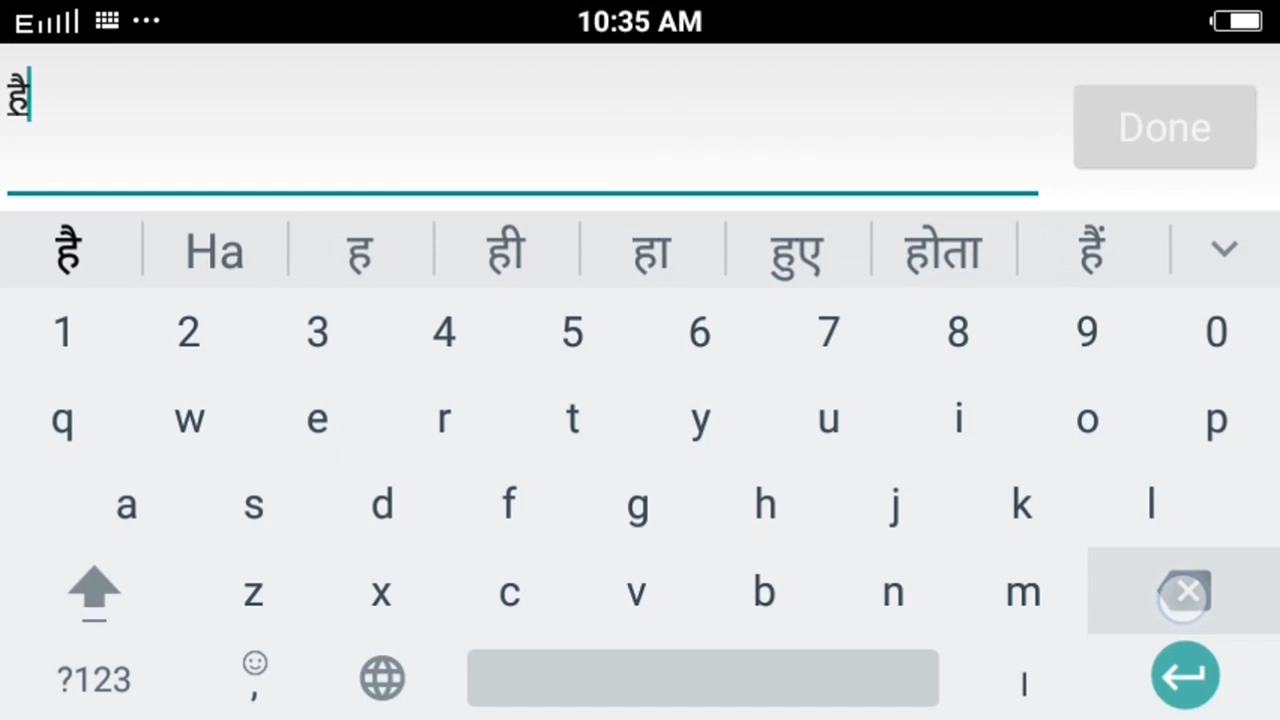 E 10:35 AM
है
Done
है Ha ह ही हा हुए होता हैं
1 2 3 4 5 6 7 8 9 0
q w e r t y u i o p
a s d f g h j k l
z x c v b n m
?123 , ।